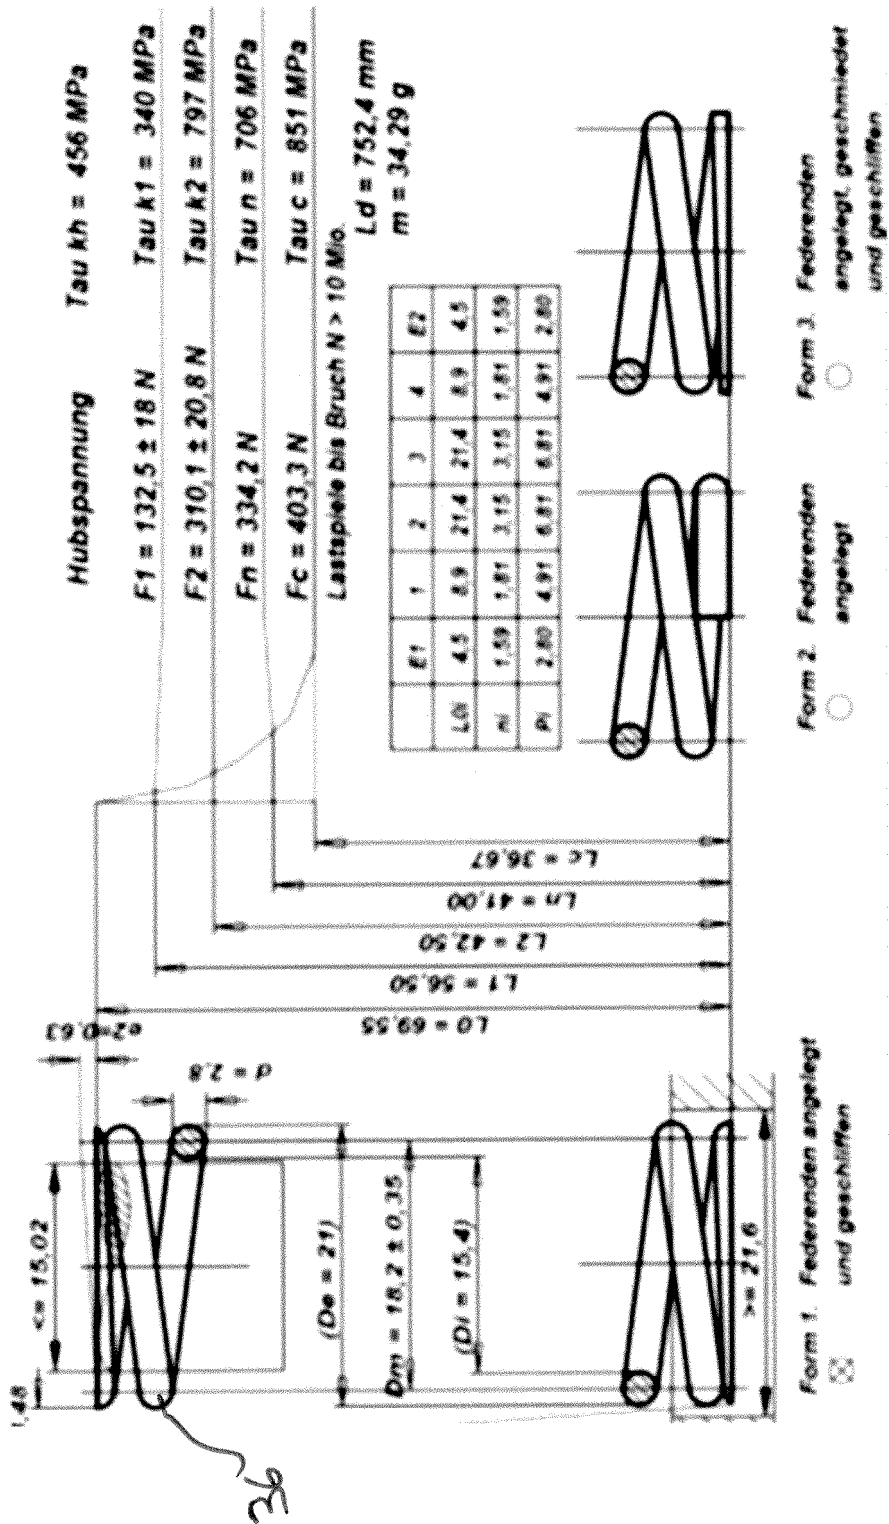 Hubspannung Tau kh = 456 MPa
F1 = 132,5 ± 18 N Tau k1 = 340 MPa
F2 = 310,1 ± 20,8 N Tau k2 = 797 MPa
Fn = 334,2 N Tau n = 706 MPa
Fc = 403,3 N Tau c = 851 MPa
Lastspiele bis Bruch N > 10 Mio.
Ld = 752,4 mm
m = 34,29 g
E1 1 2 3 4 E2
L0i 4,5 8,9 21,4 21,4 8,9 4,5
ni 1,59 1,81 3,15 3,15 1,81 1,59
Pi 2,80 4,91 6,81 6,81 4,91 2,80
,48
<= 15,02
e2=0,63
d = 2,8
(De = 21)
Dm = 18,2 ± 0,35
(Di = 15,4)
>= 21,6
L0 = 69,55
L1 = 56,50
L2 = 42,50
Ln = 41,00
Lc = 36,67
36
Form 1. Federenden angelegt
und geschliffen
Form 2. Federenden
angelegt
Form 3. Federenden
angelegt, geschmiedet
und geschliffen